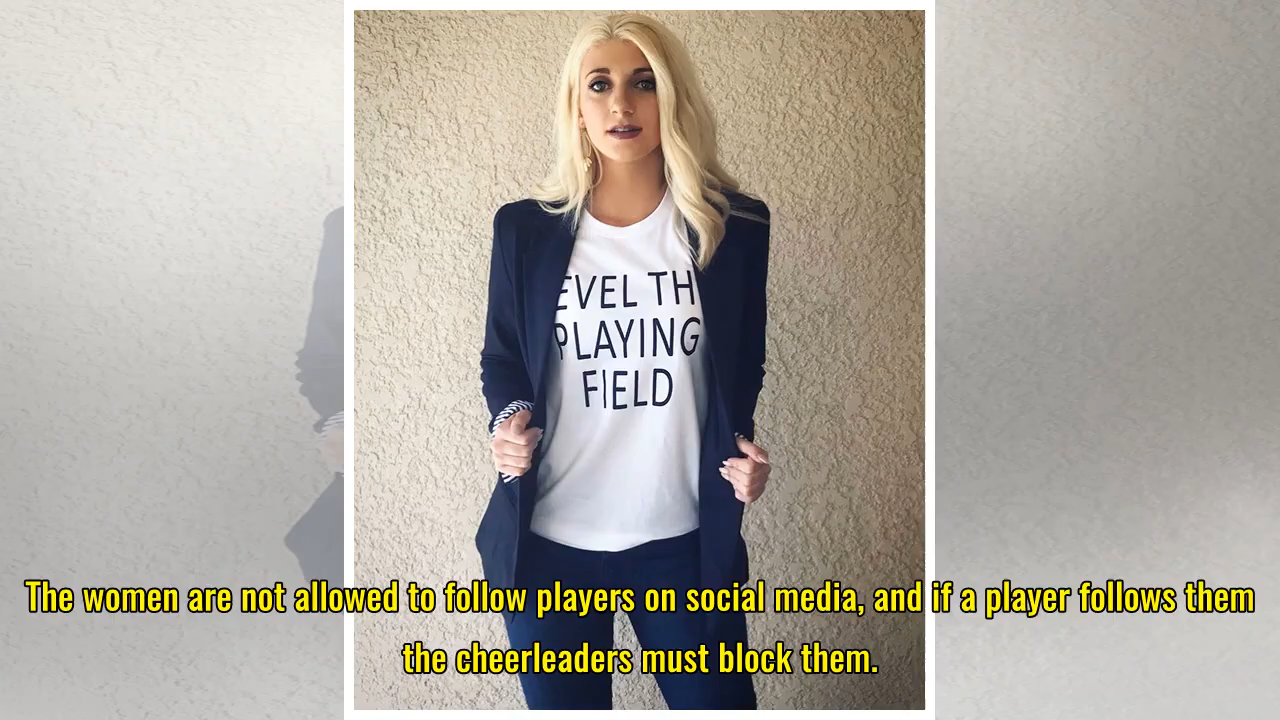 EVEL TH
PLAYING
FIELD
The women are not allowed to follow players on social media, and if a player follows them
the cheerleaders must block them.